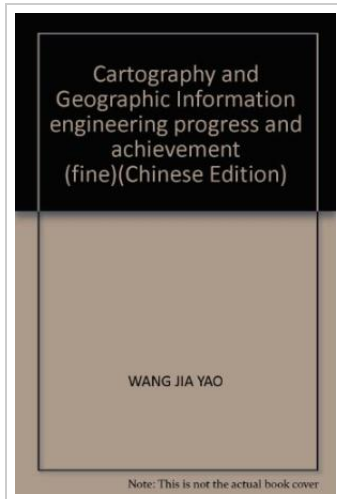 Cartography and
Geographic Information
engineering progress and
achievement
(fine)(Chinese Edition)
WANG JIA YAO
Note: This is not the actual book cover